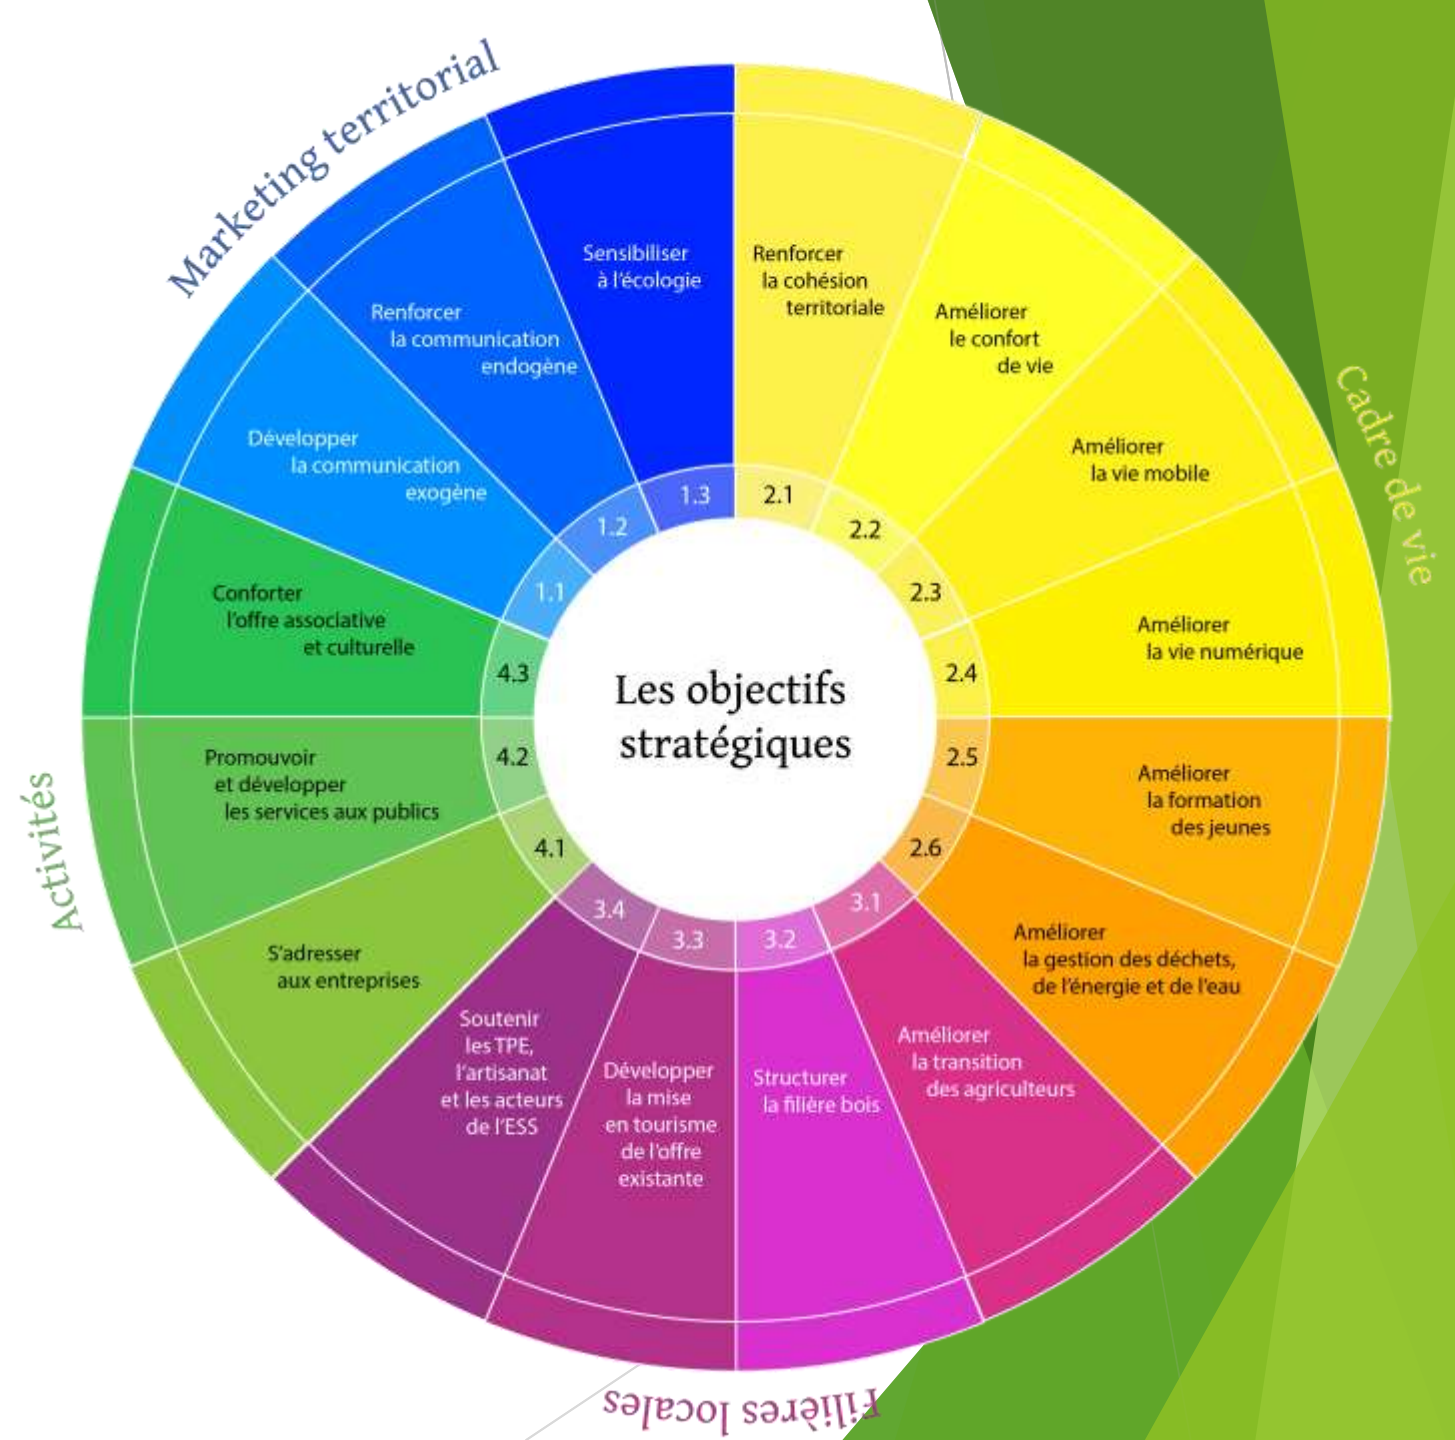 Marketing territorial
Sensibiliser
à l'écologie
1.3
Renforcer
la communication
endogène
1.2
Développer
la communication
exogène
1.1
Renforcer
la cohésion
territoriale
2.1
Améliorer
le confort
de vie
2.2
Améliorer
la vie mobile
2.3
Améliorer
la vie numérique
2.4
Cadre de vie
Améliorer
la formation
des jeunes
2.5
Améliorer
la gestion des déchets,
de l'énergie et de l'eau
2.6
Améliorer
la transition
des agriculteurs
3.1
Structurer
la filière bois
3.2
Développer
la mise
en tourisme
de l'offre
existante
3.3
Soutenir
les TPE,
l'artisanat
et les acteurs
de l'ESS
3.4
Filières locales
S'adresser
aux entreprises
4.1
Promouvoir
et développer
les services aux publics
4.2
Conforter
l'offre associative
et culturelle
4.3
Activités
Les objectifs
stratégiques